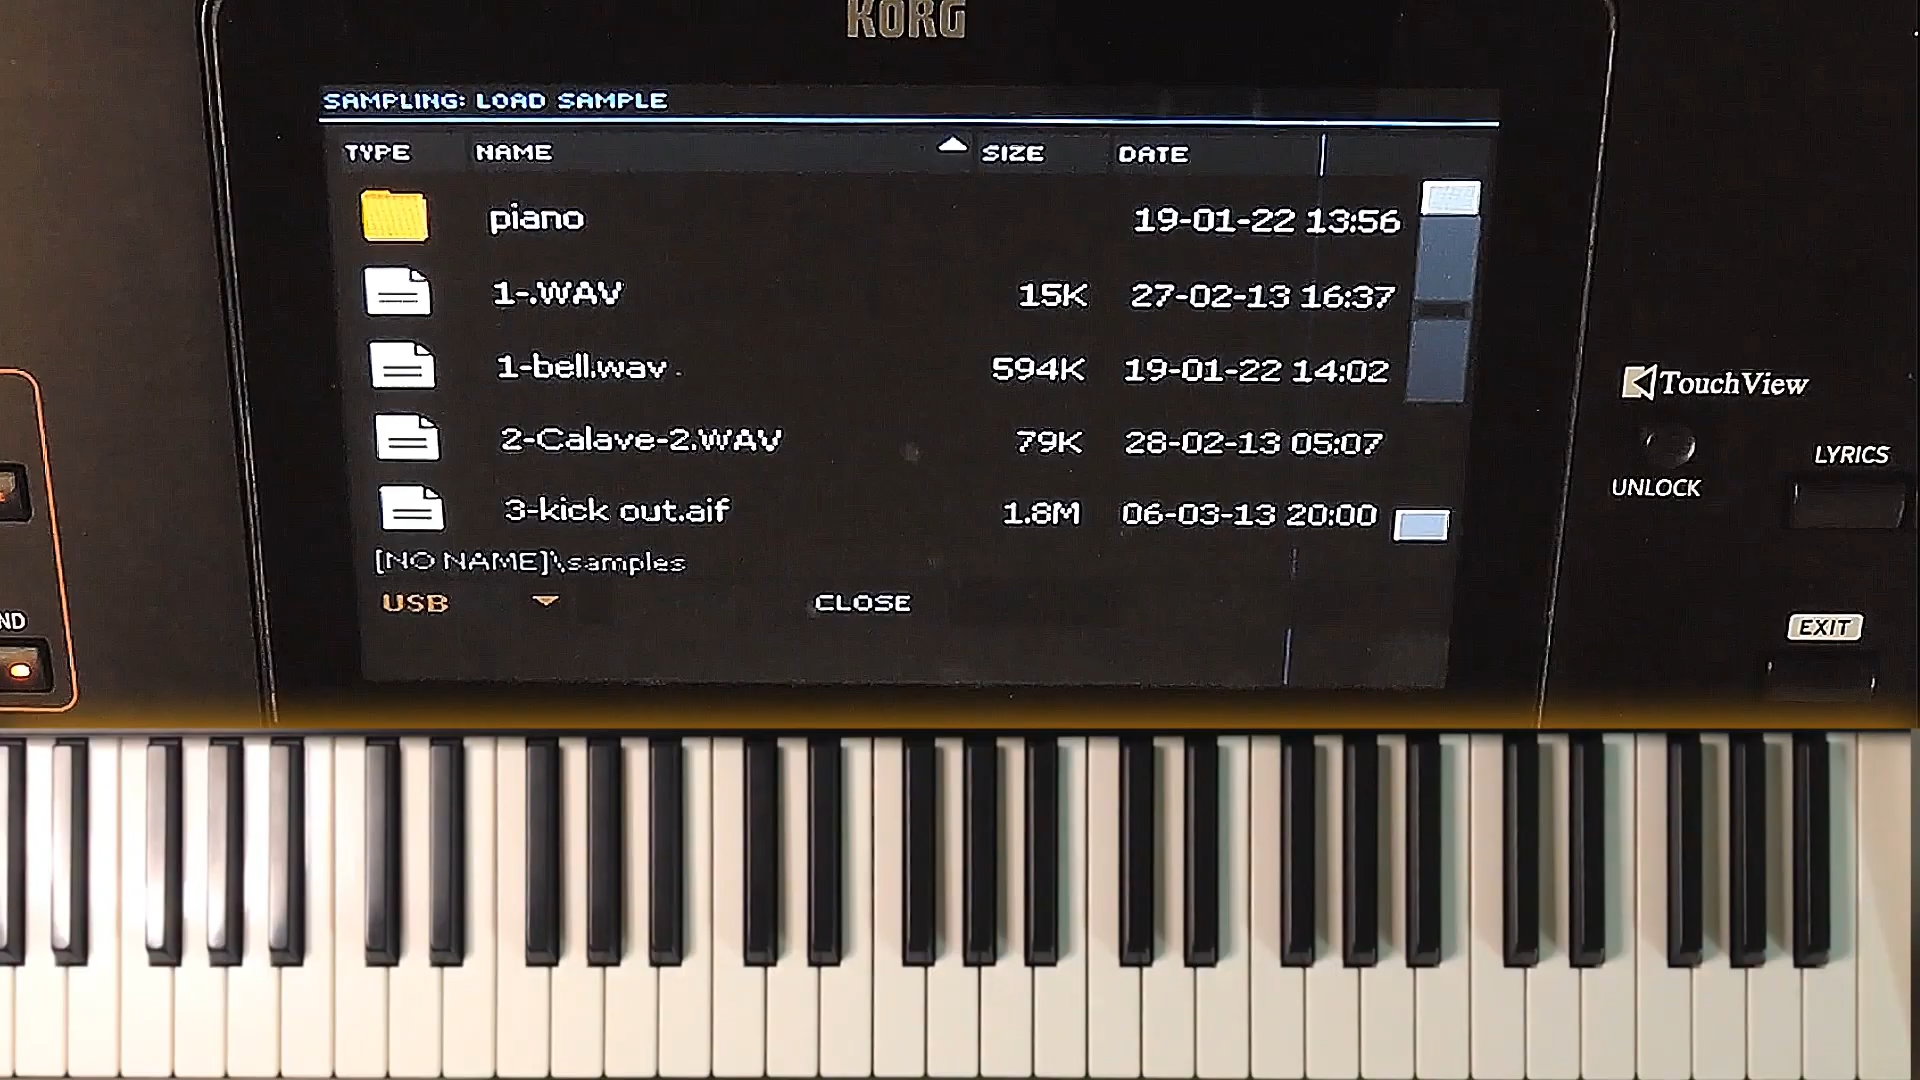 KORG
SAMPLING: LOAD SAMPLE
TYPE NAME SIZE DATE
piano 19-01-22 13:56
1-.WAV 15K 27-02-13 16:37
1-bell.wav 594K 19-01-22 14:02
2-Calave-2.WAV 79K 28-02-13 05:07
3-kick out.aif 1.8M 06-03-13 20:00
[NO NAME]\samples
USB CLOSE
TouchView
LYRICS
UNLOCK
EXIT
ND